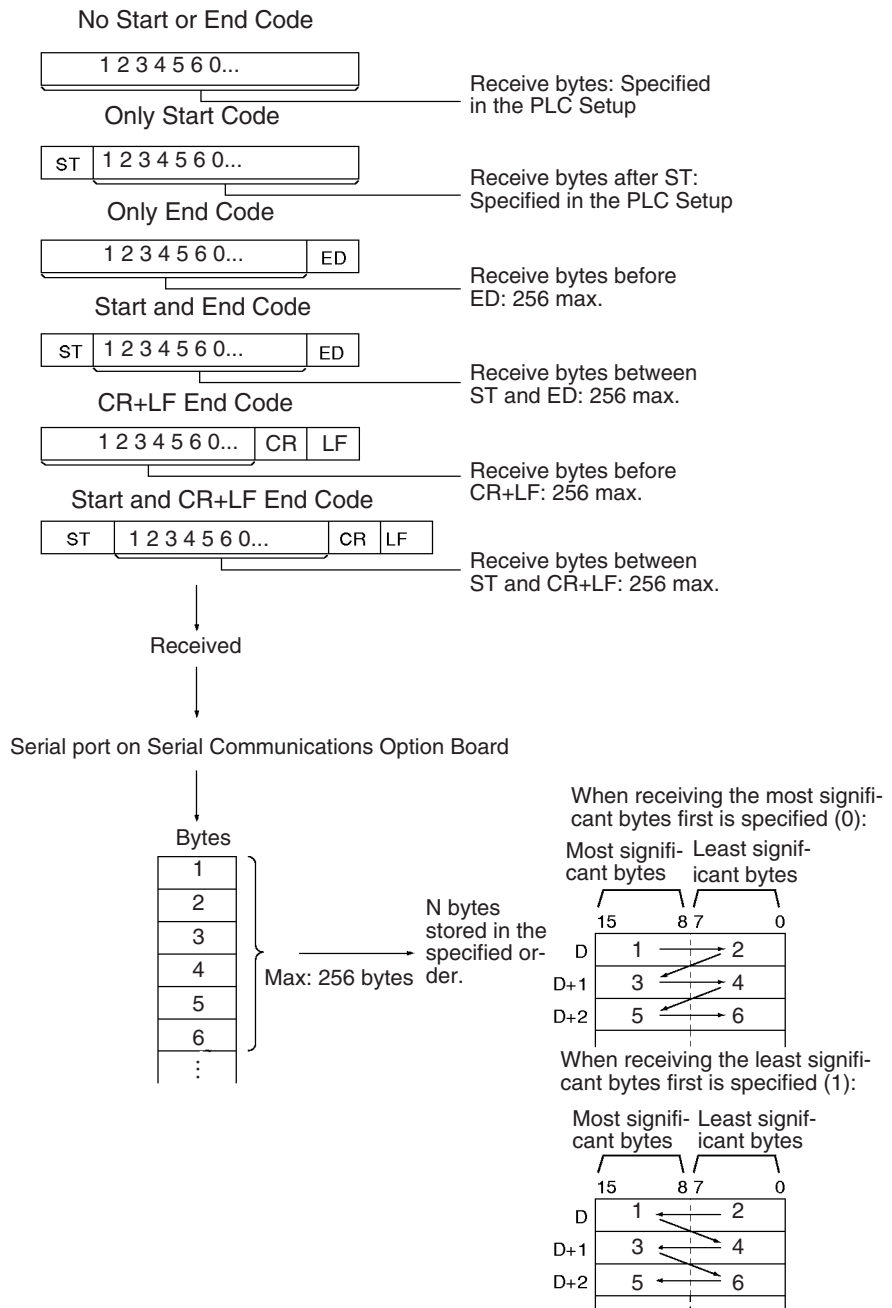 No Start or End Code
1 2 3 4 5 6 0...
Receive bytes: Specified
in the PLC Setup
Only Start Code
ST 1 2 3 4 5 6 0...
Receive bytes after ST:
Specified in the PLC Setup
Only End Code
1 2 3 4 5 6 0... ED
Receive bytes before
ED: 256 max.
Start and End Code
ST 1 2 3 4 5 6 0... ED
Receive bytes between
ST and ED: 256 max.
CR+LF End Code
1 2 3 4 5 6 0... CR LF
Receive bytes before
CR+LF: 256 max.
Start and CR+LF End Code
ST 1 2 3 4 5 6 0... CR LF
Receive bytes between
ST and CR+LF: 256 max.
Received
Serial port on Serial Communications Option Board
Bytes
1
2
3
4
5
6
⋮
Max: 256 bytes
N bytes
stored in the
specified or-
der.
When receiving the most signifi-
cant bytes first is specified (0):
Most signifi- Least signif-
cant bytes icant bytes
15 8 7 0
D 1 2
D+1 3 4
D+2 5 6
When receiving the least signifi-
cant bytes first is specified (1):
Most signifi- Least signif-
cant bytes icant bytes
15 8 7 0
D 1 2
D+1 3 4
D+2 5 6